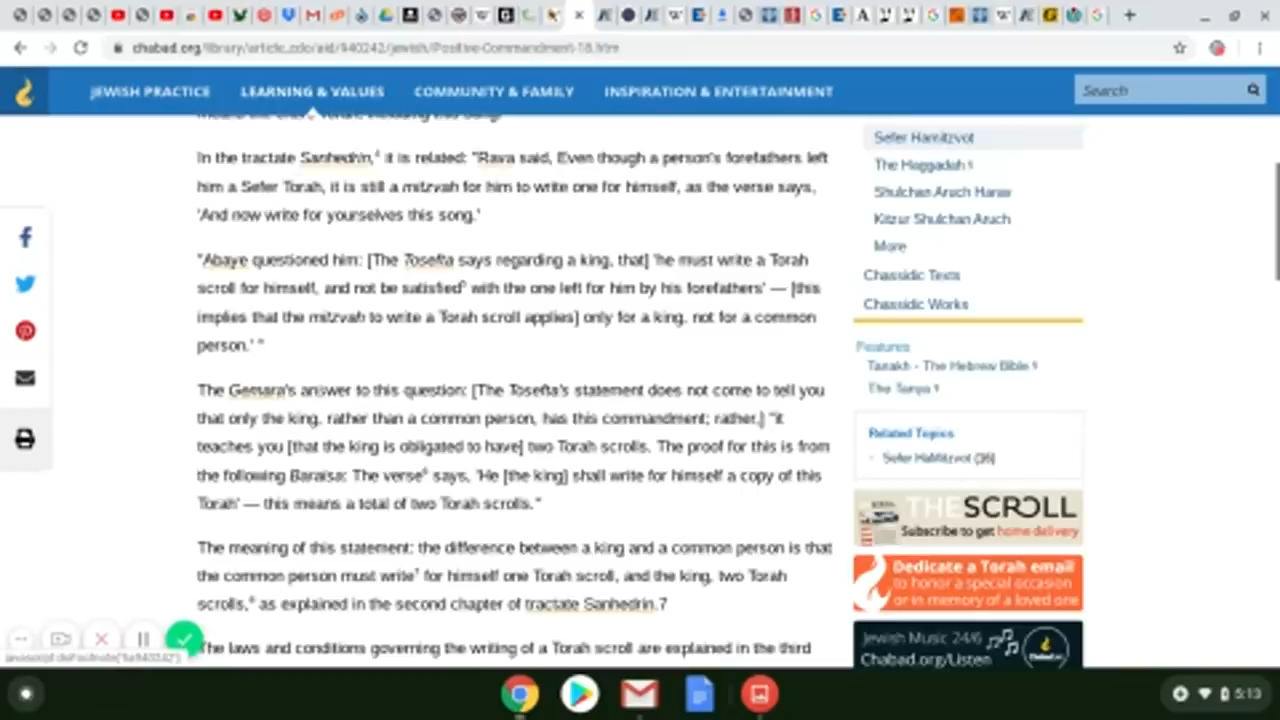 chabad.org/library/article_cdo/aid/940242/jewish/Positive-Commandment-18.htm
JEWISH PRACTICE
LEARNING & VALUES
COMMUNITY & FAMILY
INSPIRATION & ENTERTAINMENT
Search
In the tractate Sanhedrin,⁴ it is related: "Rava said, Even though a person's forefathers left
him a Sefer Torah, it is still a mitzvah for him to write one for himself, as the verse says,
'And now write for yourselves this song.'
"Abaye questioned him: [The Tosefta says regarding a king, that] 'he must write a Torah
scroll for himself, and not be satisfied⁵ with the one left for him by his forefathers' — [this
implies that the mitzvah to write a Torah scroll applies] only for a king, not for a common
person.' "
The Gemara's answer to this question: [The Tosefta's statement does not come to tell you
that only the king, rather than a common person, has this commandment; rather,] "it
teaches you [that the king is obligated to have] two Torah scrolls. The proof for this is from
the following Baraisa: The verse⁶ says, 'He [the king] shall write for himself a copy of this
Torah' — this means a total of two Torah scrolls."
The meaning of this statement: the difference between a king and a common person is that
the common person must write⁷ for himself one Torah scroll, and the king, two Torah
scrolls,⁸ as explained in the second chapter of tractate Sanhedrin.7
The laws and conditions governing the writing of a Torah scroll are explained in the third
Sefer Hamitzvot
The Haggadah
Shulchan Aruch Harav
Kitzur Shulchan Aruch
More
Chassidic Texts
Chassidic Works
Features
Tanakh - The Hebrew Bible
The Tanya
Related Topics
Sefer HaMitzvot
THE SCROLL
Subscribe to get home delivery
Dedicate a Torah email
to honor a special occasion
or in memory of a loved one
Jewish Music 24/6
Chabad.org/Listen
5:13